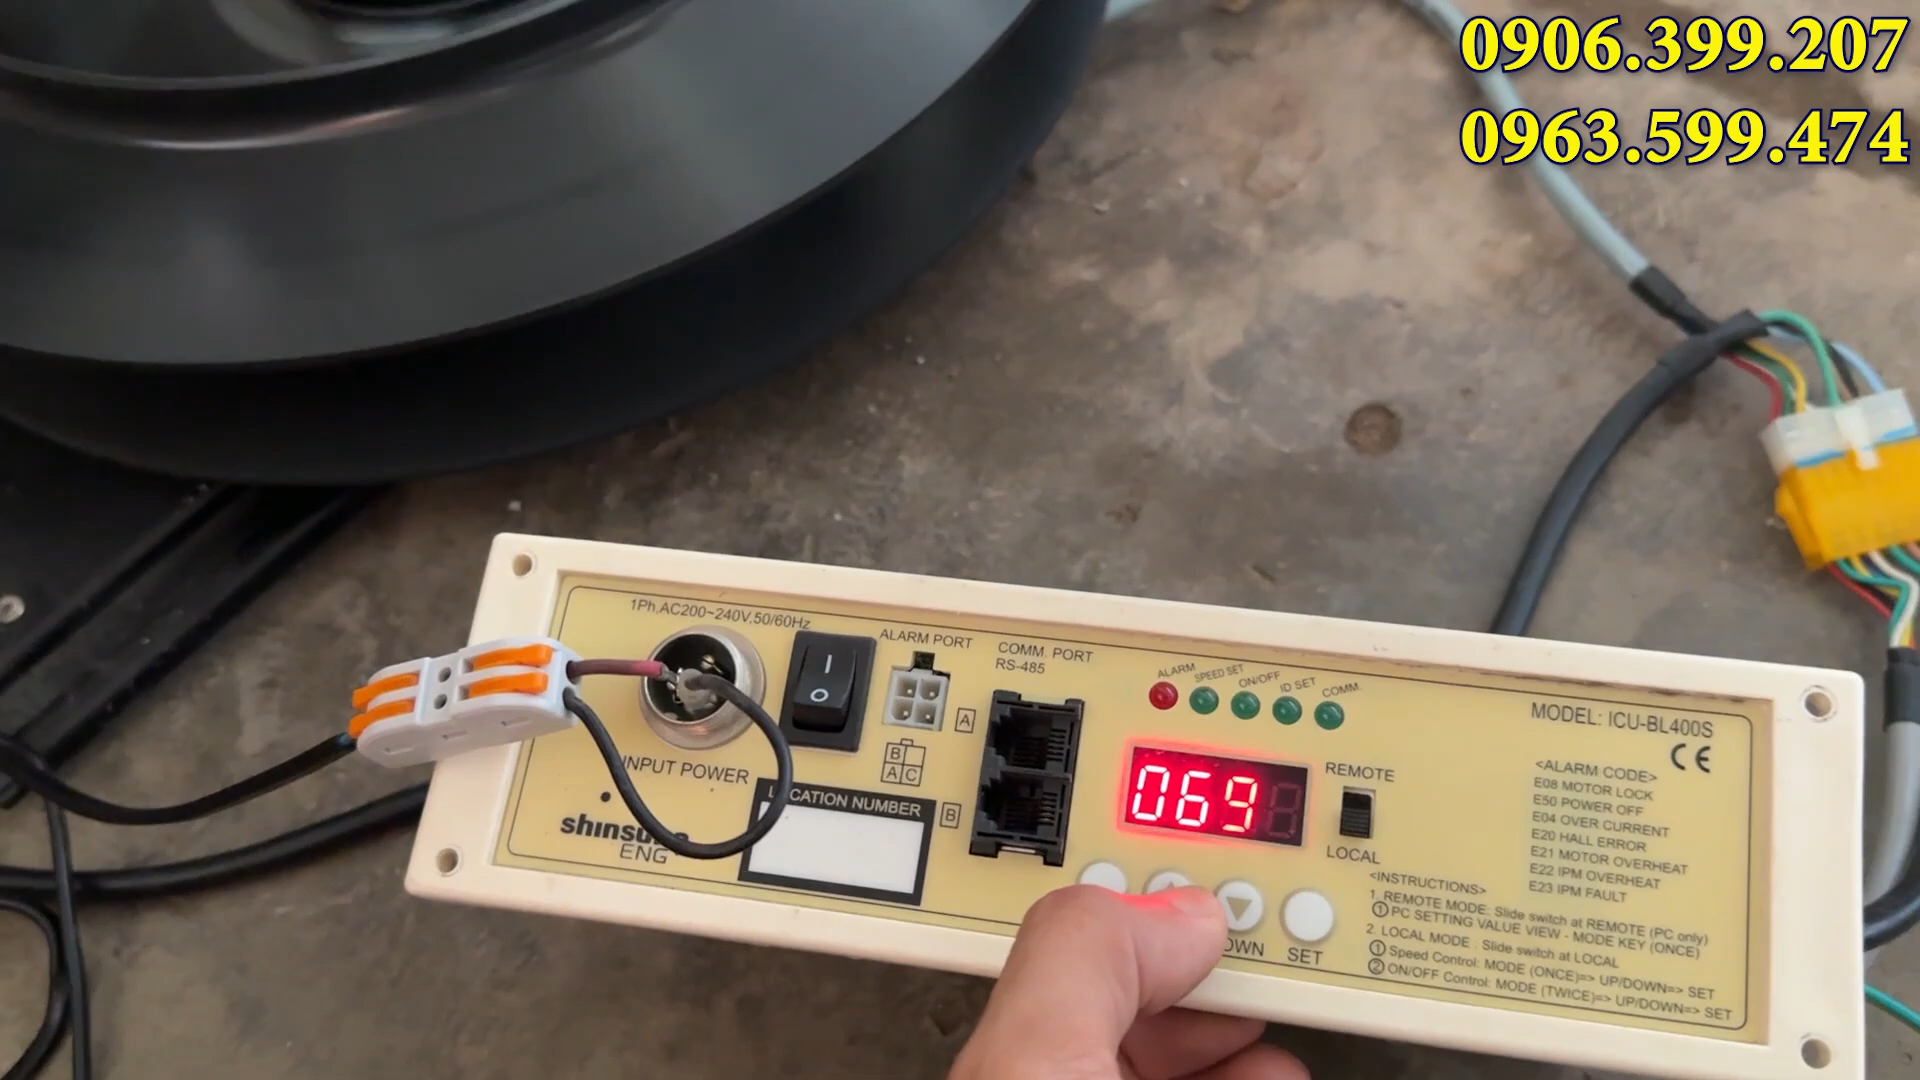 0906.399.207
0963.599.474
1Ph.AC200~240V.50/60Hz
ALARM PORT
COMM. PORT
RS-485
ALARM
SPEED SET
ON/OFF
ID SET
COMM.
MODEL: ICU-BL400S
CE
A
B
B
A C
INPUT POWER
LOCATION NUMBER
069
REMOTE
LOCAL
<ALARM CODE>
E08 MOTOR LOCK
E50 POWER OFF
E04 OVER CURRENT
E20 HALL ERROR
E21 MOTOR OVERHEAT
E22 IPM OVERHEAT
E23 IPM FAULT
ENG
SET
<INSTRUCTIONS>
1. REMOTE MODE: Slide switch at REMOTE (PC only)
① PC SETTING VALUE VIEW - MODE KEY (ONCE)
2. LOCAL MODE : Slide switch at LOCAL
① Speed Control: MODE (ONCE)=> UP/DOWN=> SET
② ON/OFF Control: MODE (TWICE)=> UP/DOWN=> SET